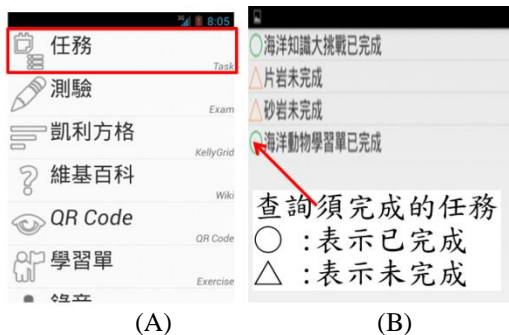 3G 8:05
任務
Task
測驗
Exam
凱利方格
KellyGrid
維基百科
Wiki
QR Code
QR Code
學習單
Exercise
錄音
(A)
海洋知識大挑戰已完成
片岩未完成
砂岩未完成
海洋動物學習單已完成
查詢須完成的任務
○ :表示已完成
△ :表示未完成
(B)